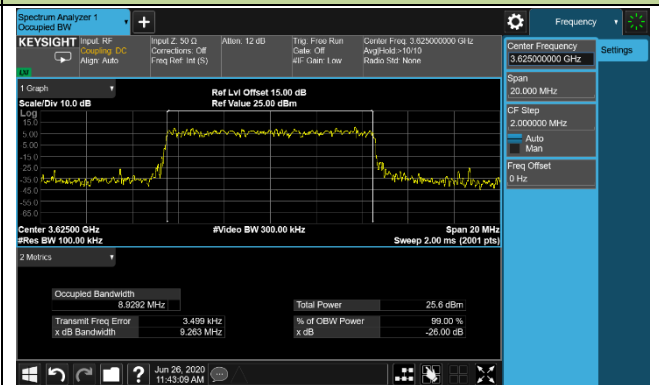 Spectrum Analyzer 1
Occupied BW
+
Frequency
KEYSIGHT
Input: RF
Coupling: DC
Align: Auto
Input Z: 50 Ω
Corrections: Off
Freq Ref: Int (S)
Atten: 12 dB
Trig: Free Run
Gate: Off
#IF Gain: Low
Center Freq: 3.625000000 GHz
Avg|Hold:>10/10
Radio Std: None
Center Frequency
3.625000000 GHz
Settings
Span
20.000 MHz
CF Step
2.000000 MHz
Auto
Man
Freq Offset
0 Hz
1 Graph
Scale/Div 10.0 dB
Ref Lvl Offset 15.00 dB
Ref Value 25.00 dBm
Log
15.0
5.00
-5.00
-15.0
-25.0
-35.0
-45.0
-55.0
-65.0
Center 3.62500 GHz
#Res BW 100.00 kHz
#Video BW 300.00 kHz
Span 20 MHz
Sweep 2.00 ms (2001 pts)
2 Metrics
Occupied Bandwidth
8.9292 MHz
Transmit Freq Error 3.499 kHz
x dB Bandwidth 9.263 MHz
Total Power 25.6 dBm
% of OBW Power 99.00 %
x dB -26.00 dB
?
Jun 26, 2020
11:43:09 AM